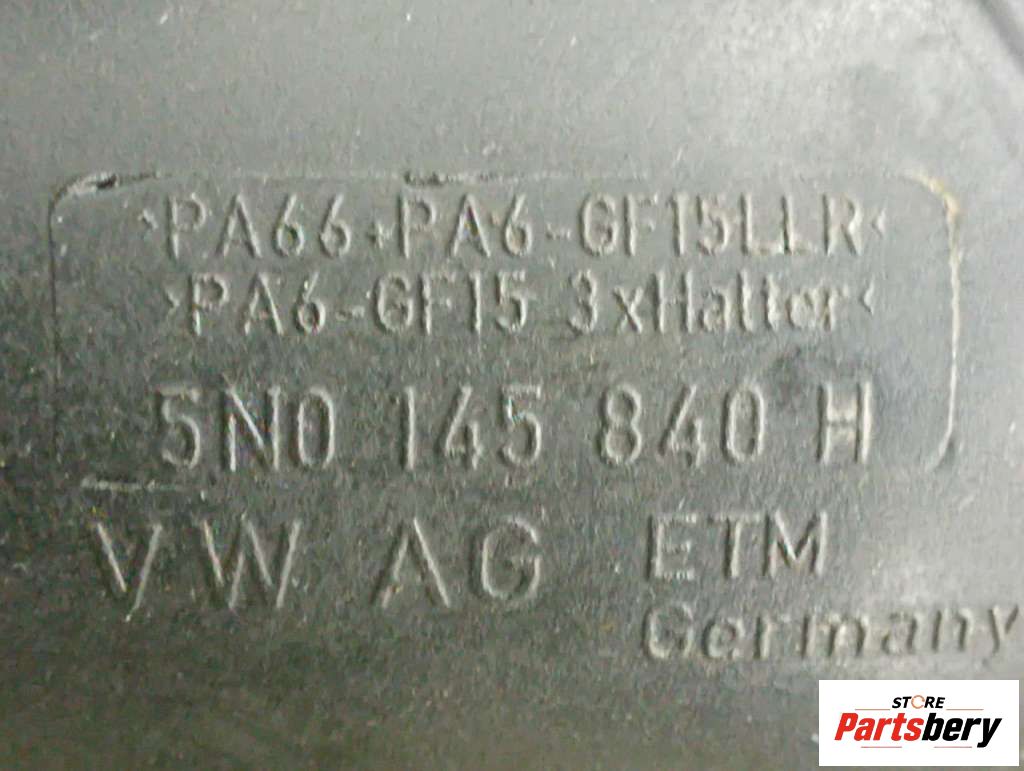 >PA66+PA6-GF15LLR<
>PA6-GF15 3xHalter<
5N0 145 840 H
VW AG ETM
Germany
STORE
Partsbery